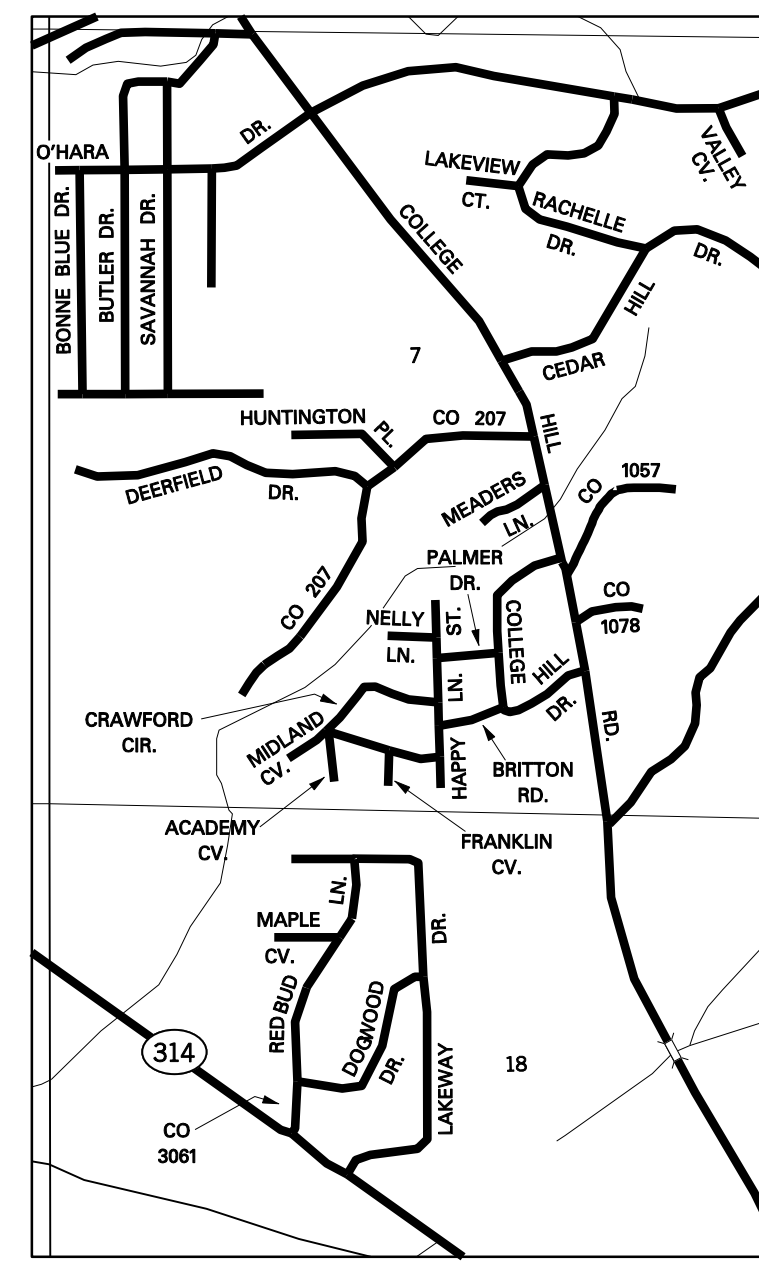 O'HARA
DR.
LAKEVIEW
CT.
VALLEY
CV.
RACHELLE
DR.
DR.
COLLEGE
BONNE BLUE DR.
BUTLER DR.
SAVANNAH DR.
HILL
CEDAR
7
HUNTINGTON
PL.
CO 207
HILL
DEERFIELD
DR.
MEADERS
LN.
CO
1057
PALMER
DR.
CO 207
NELLY
LN.
ST.
COLLEGE
CO
1078
HILL
DR.
LN.
CRAWFORD
CIR.
MIDLAND
CV.
RD.
HAPPY
BRITTON
RD.
ACADEMY
CV.
FRANKLIN
CV.
LN.
MAPLE
CV.
DR.
RED BUD
DOGWOOD
DR.
314
LAKEWAY
18
CO
3061